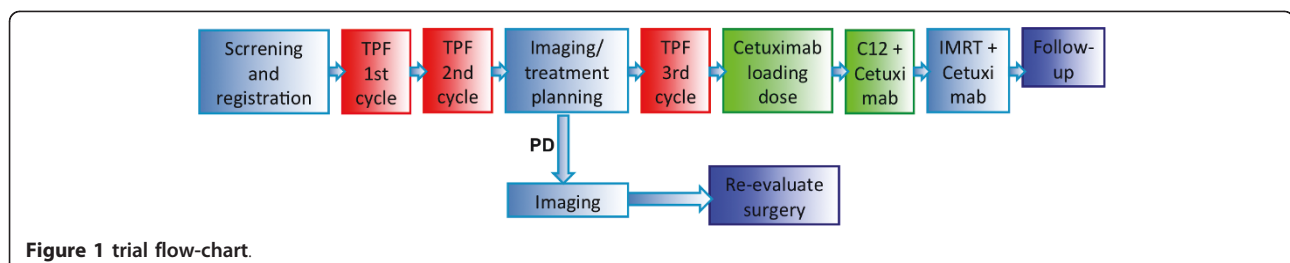 Scrrening
and
registration
TPF
1st
cycle
TPF
2nd
cycle
Imaging/
treatment
planning
TPF
3rd
cycle
Cetuximab
loading
dose
C12 +
Cetuxi
mab
IMRT +
Cetuxi
mab
Follow-
up
PD
Imaging
Re-evaluate
surgery
Figure 1 trial flow-chart.